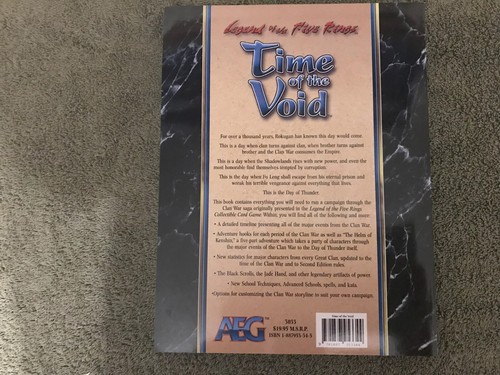 Legend of the Five Rings
Time
of the
Void
For over a thousand years, Rokugan has known this day would come.
This is a day when clan turns against clan, when brother turns against
brother and the Clan War consumes the Empire.
This is a day when the Shadowlands rises with new power, and even the
most honorable find themselves tempted by corruption.
This is the day when Fu Leng shall escape from his eternal prison and
wreak his terrible vengeance against everything that lives.
This is the Day of Thunder.
This book contains everything you will need to run a campaign through the
Clan War saga originally presented in the Legend of the Five Rings
Collectible Card Game. Within, you will find all of the following and more:
• A detailed timeline presenting all of the major events from the Clan War.
• Adventure hooks for each period of the Clan War as well as "The Helm of
Keudon," a five-part adventure which takes a party of characters through
the major events of the Clan War to the Day of Thunder itself.
• New statistics for major characters from every Great Clan, updated to the
time of the Clan War and its Second Edition rules.
• The Black Scrolls, the Jade Hand, and other legendary artifacts of power.
• New School Techniques, Advanced Schools, spells, and kata.
•Options for customizing the Clan War storyline to suit your own campaign.
AEG
3033
$19.95 M.S.R.P.
Time of the Void